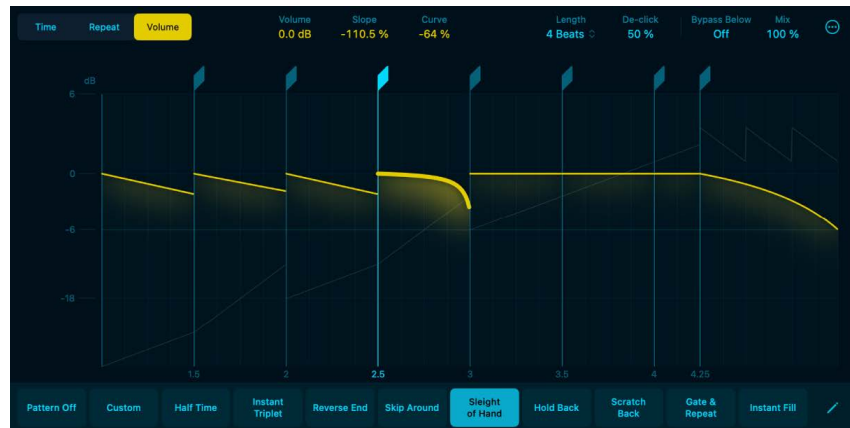 Time Repeat Volume
Volume Slope Curve
0.0 dB -110.5 % -64 %
Length De-click Bypass Below Mix
4 Beats 50 % Off 100 %
dB
6
0
-6
-18
1.5 2 2.5 3 3.5 4 4.25
Pattern Off
Custom
Half Time
Instant
Triplet
Reverse End
Skip Around
Sleight
of Hand
Hold Back
Scratch
Back
Gate &
Repeat
Instant Fill